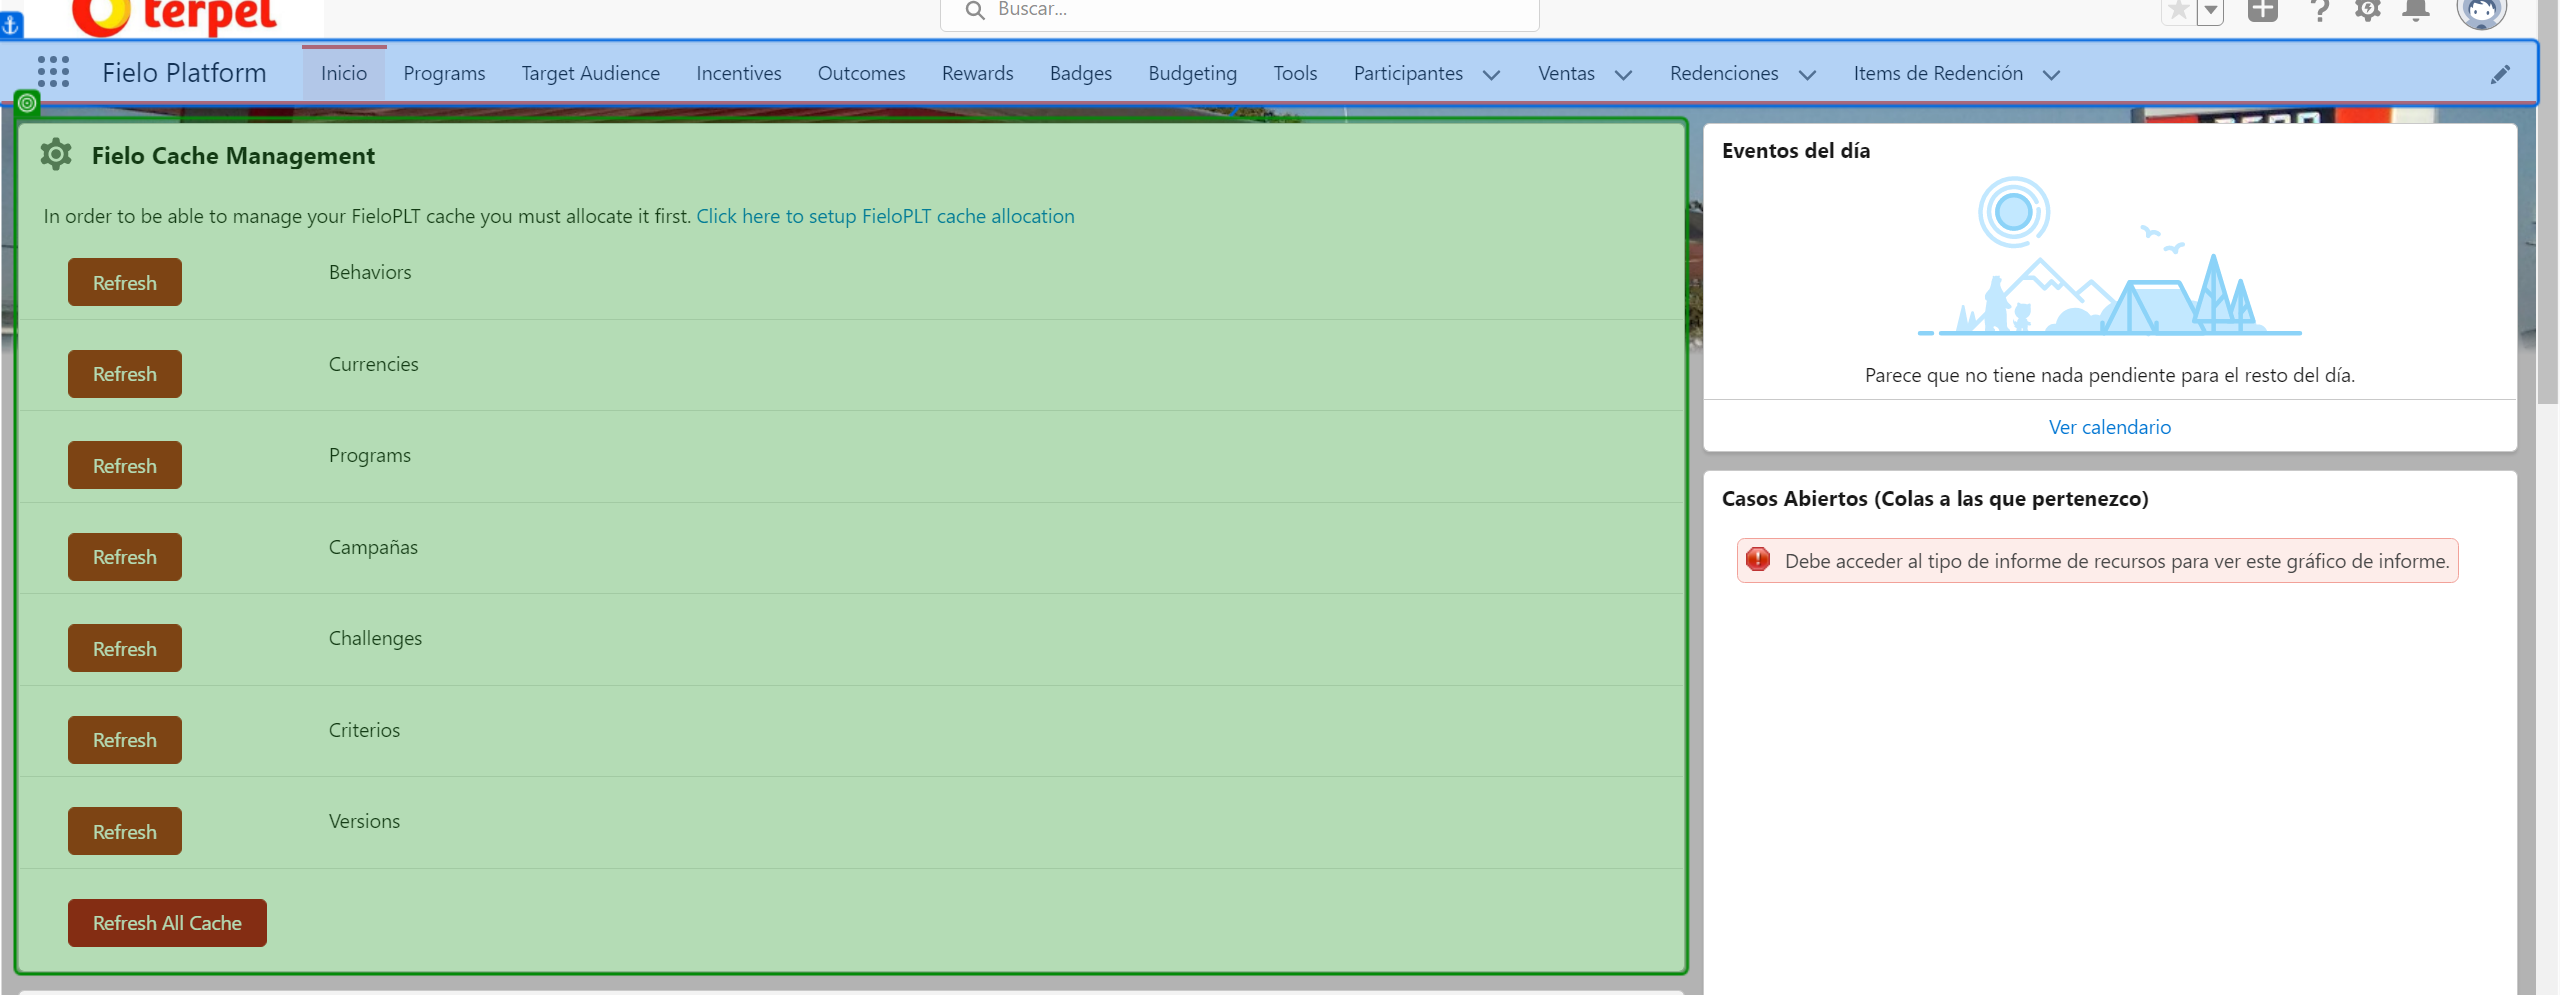 terpel
Buscar...
Fielo Platform Inicio Programs Target Audience Incentives Outcomes Rewards Badges Budgeting Tools Participantes Ventas Redenciones Items de Redención
Fielo Cache Management
In order to be able to manage your FieloPLT cache you must allocate it first. Click here to setup FieloPLT cache allocation
Refresh Behaviors
Refresh Currencies
Refresh Programs
Refresh Campañas
Refresh Challenges
Refresh Criterios
Refresh Versions
Refresh All Cache
Eventos del día
Parece que no tiene nada pendiente para el resto del día.
Ver calendario
Casos Abiertos (Colas a las que pertenezco)
Debe acceder al tipo de informe de recursos para ver este gráfico de informe.